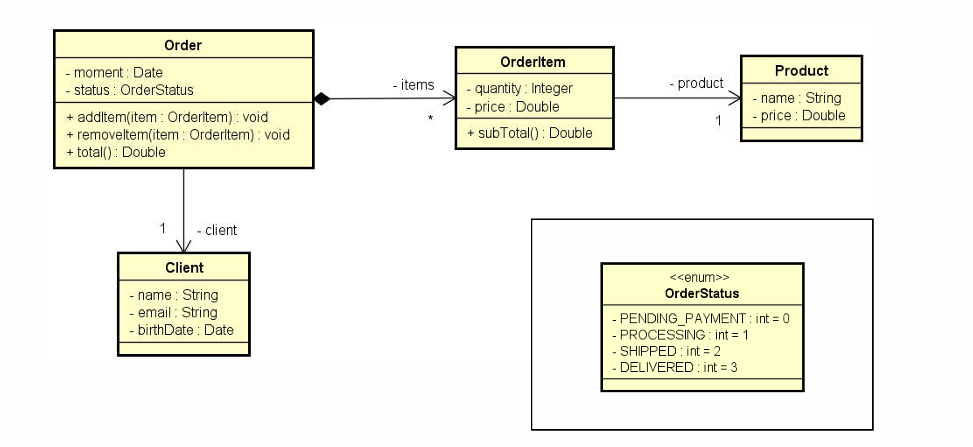 Order
- moment : Date
- status : OrderStatus
+ addItem(item : OrderItem) : void
+ removeItem(item : OrderItem) : void
+ total() : Double
- items
*
OrderItem
- quantity : Integer
- price : Double
+ subTotal() : Double
- product
1
Product
- name : String
- price : Double
1
- client
Client
- name : String
- email : String
- birthDate : Date
<<enum>>
OrderStatus
- PENDING_PAYMENT : int = 0
- PROCESSING : int = 1
- SHIPPED : int = 2
- DELIVERED : int = 3